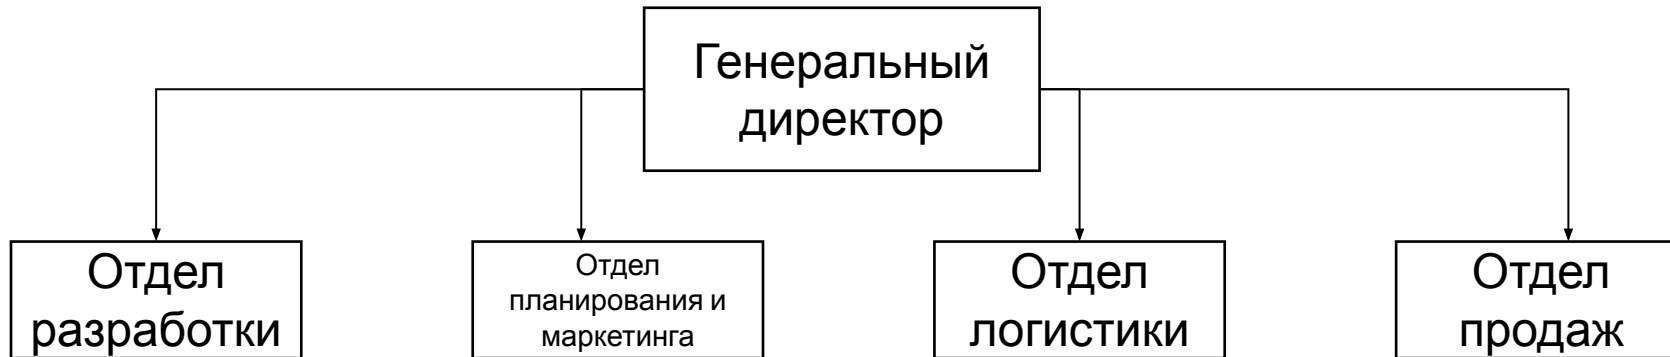 Генеральный
директор
Отдел
разработки
Отдел
планирования и
маркетинга
Отдел
логистики
Отдел
продаж